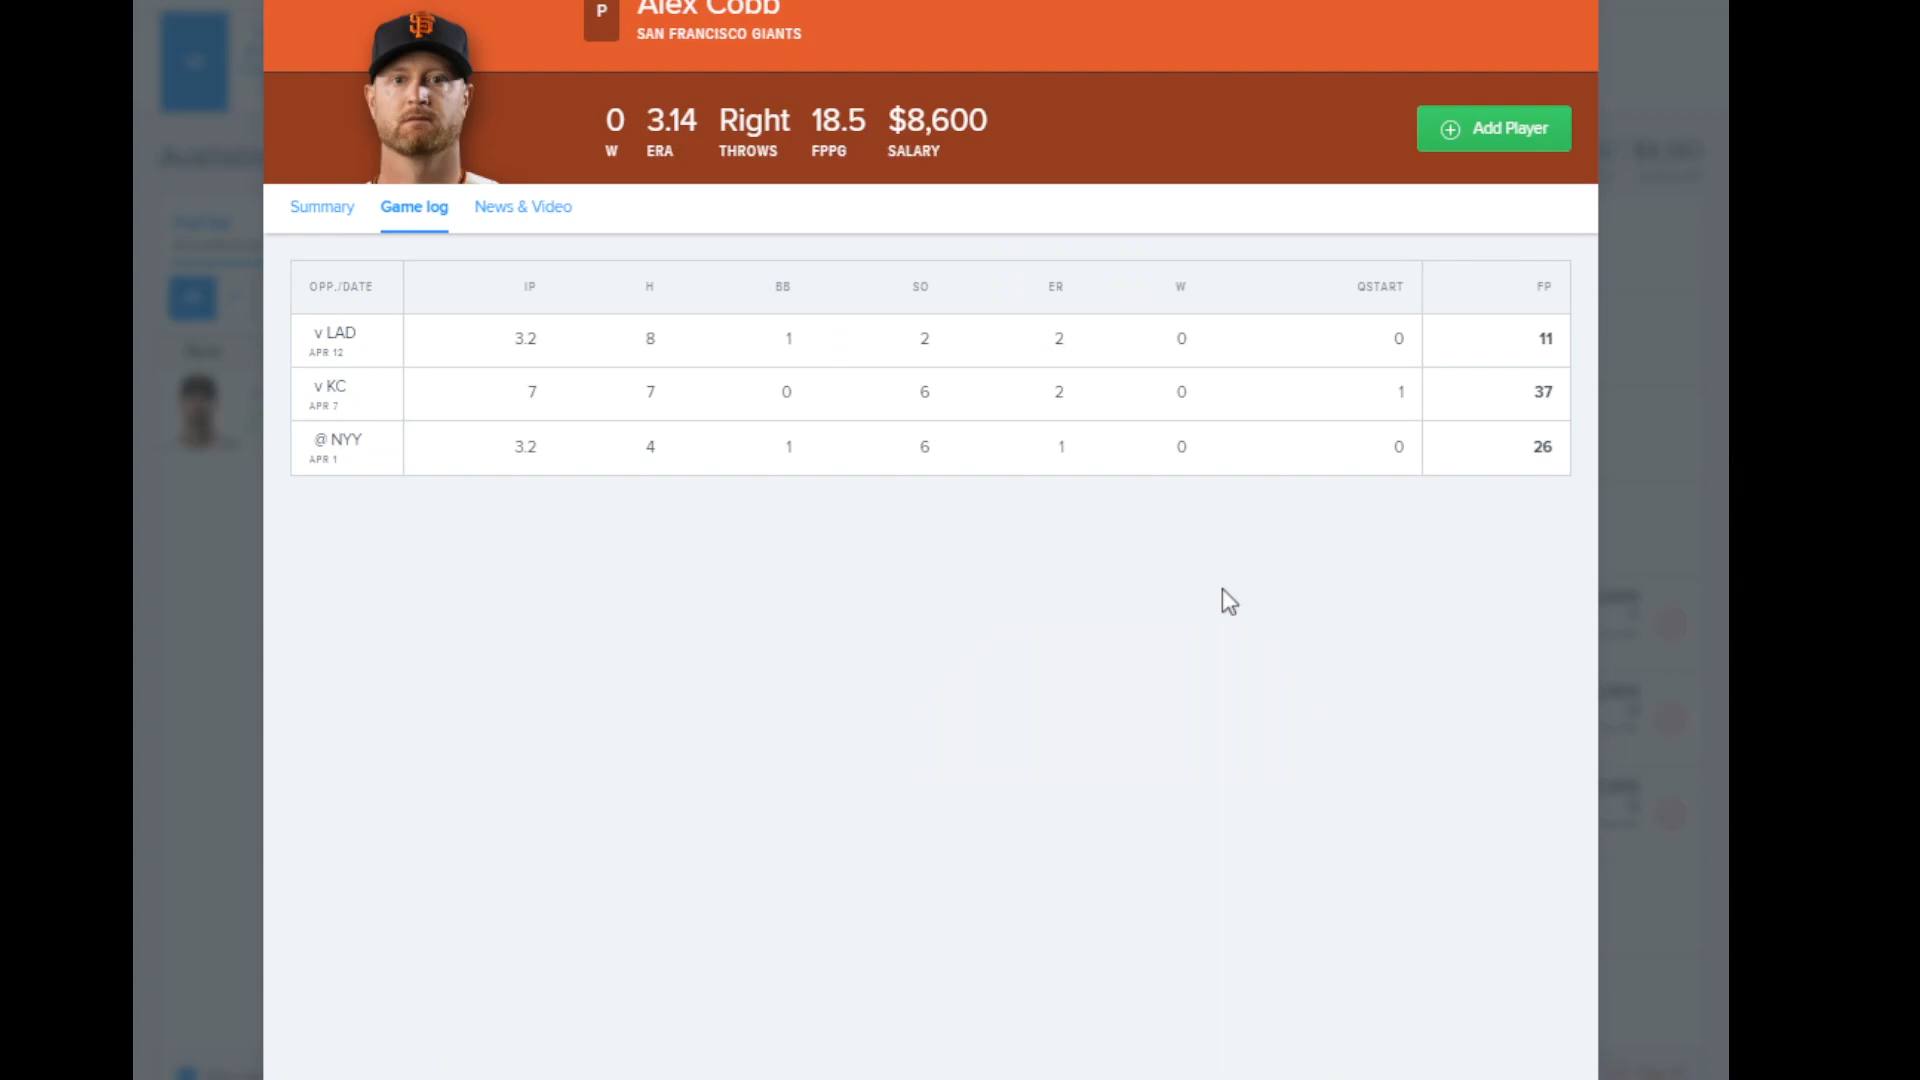 P
Alex Cobb
SAN FRANCISCO GIANTS
0 3.14 Right 18.5 $8,600
W ERA THROWS FPPG SALARY
Add Player
Summary Game log News & Video
OPP./DATE IP H BB SO ER W QSTART FP
v LAD 3.2 8 1 2 2 0 0 11
APR 12
v KC 7 7 0 6 2 0 1 37
APR 7
@ NYY 3.2 4 1 6 1 0 0 26
APR 1